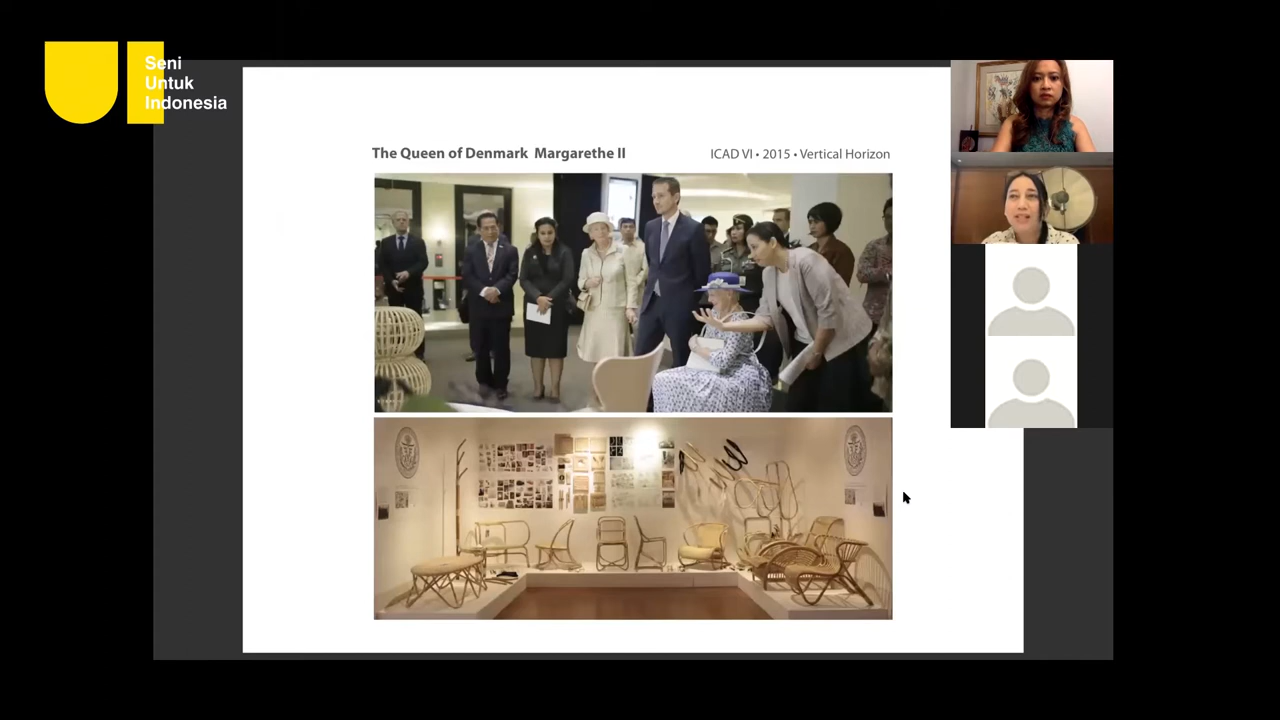 Seni
Untuk
Indonesia
The Queen of Denmark Margarethe II
ICAD VI • 2015 • Vertical Horizon